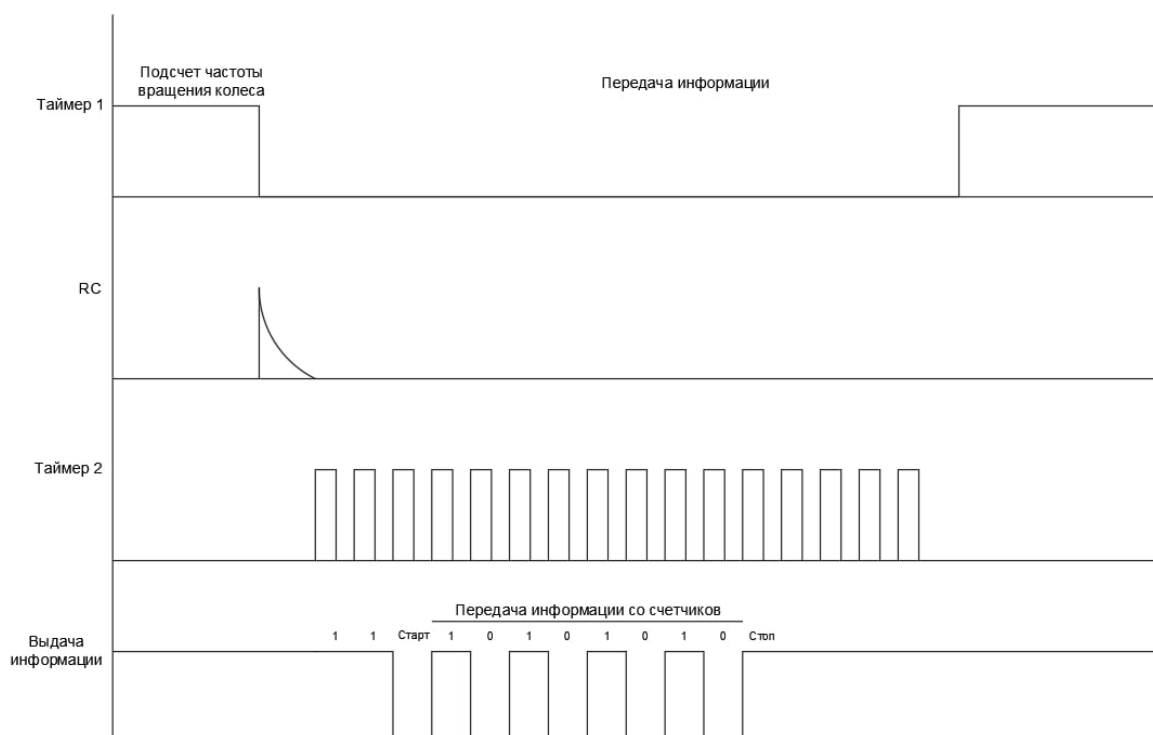 Подсчет частоты
вращения колеса
Передача информации
Таймер 1
RC
Таймер 2
Передача информации со счетчиков
1 1 Старт 1 0 1 0 1 0 1 0 Стоп
Выдача
информации